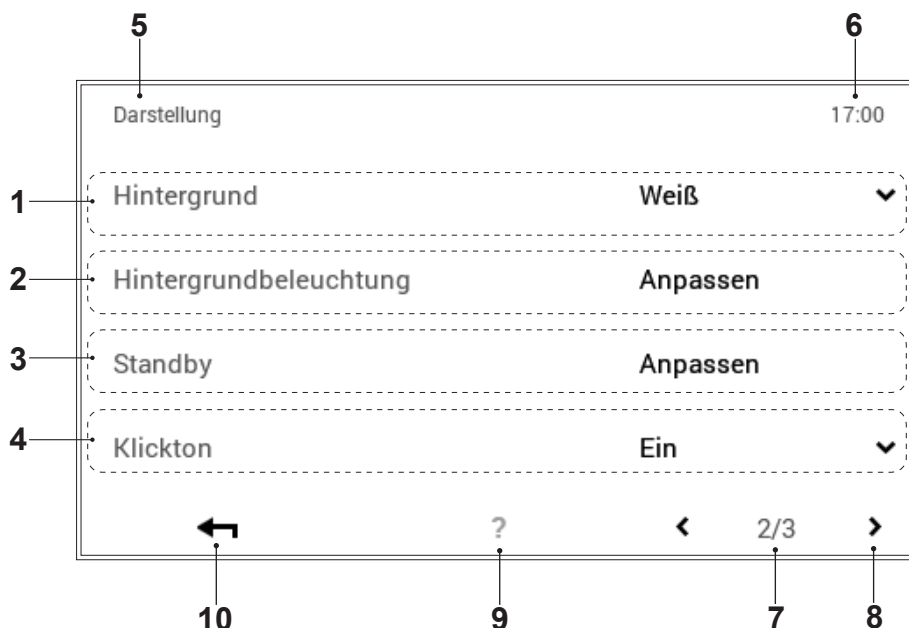 5 6
Darstellung 17:00
1 Hintergrund Weiß
2 Hintergrundbeleuchtung Anpassen
3 Standby Anpassen
4 Klickton Ein
? < 2/3 >
10 9 7 8